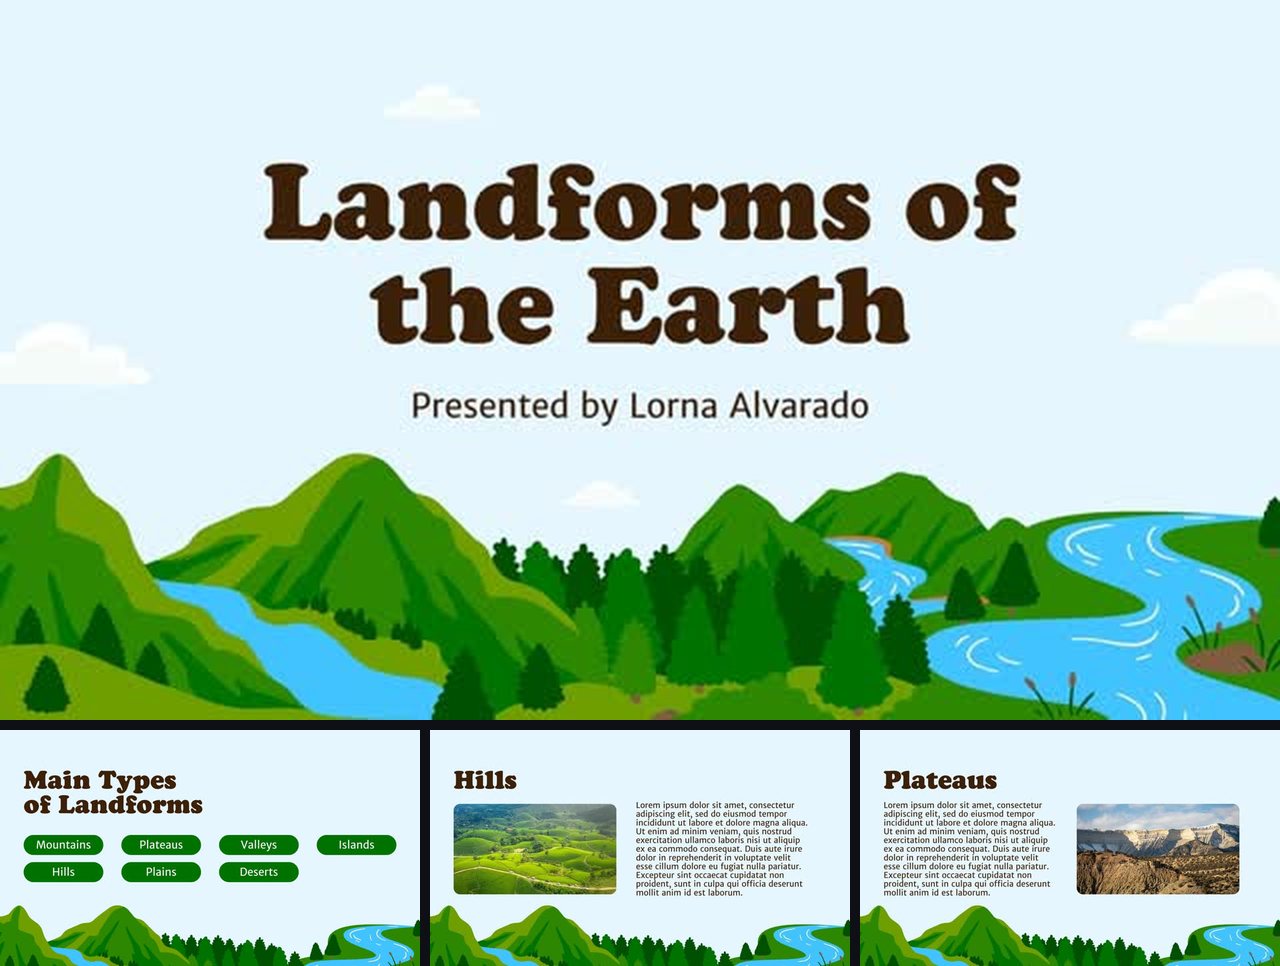 Landforms of
the Earth
Presented by Lorna Alvarado
Main Types
of Landforms
Mountains
Plateaus
Valleys
Islands
Hills
Plains
Deserts
Hills
Lorem ipsum dolor sit amet, consectetur
adipiscing elit, sed do eiusmod tempor
incididunt ut labore et dolore magna aliqua.
Ut enim ad minim veniam, quis nostrud
exercitation ullamco laboris nisi ut aliquip
ex ea commodo consequat. Duis aute irure
dolor in reprehenderit in voluptate velit
esse cillum dolore eu fugiat nulla pariatur.
Excepteur sint occaecat cupidatat non
proident, sunt in culpa qui officia deserunt
mollit anim id est laborum.
Plateaus
Lorem ipsum dolor sit amet, consectetur
adipiscing elit, sed do eiusmod tempor
incididunt ut labore et dolore magna aliqua.
Ut enim ad minim veniam, quis nostrud
exercitation ullamco laboris nisi ut aliquip
ex ea commodo consequat. Duis aute irure
dolor in reprehenderit in voluptate velit
esse cillum dolore eu fugiat nulla pariatur.
Excepteur sint occaecat cupidatat non
proident, sunt in culpa qui officia deserunt
mollit anim id est laborum.